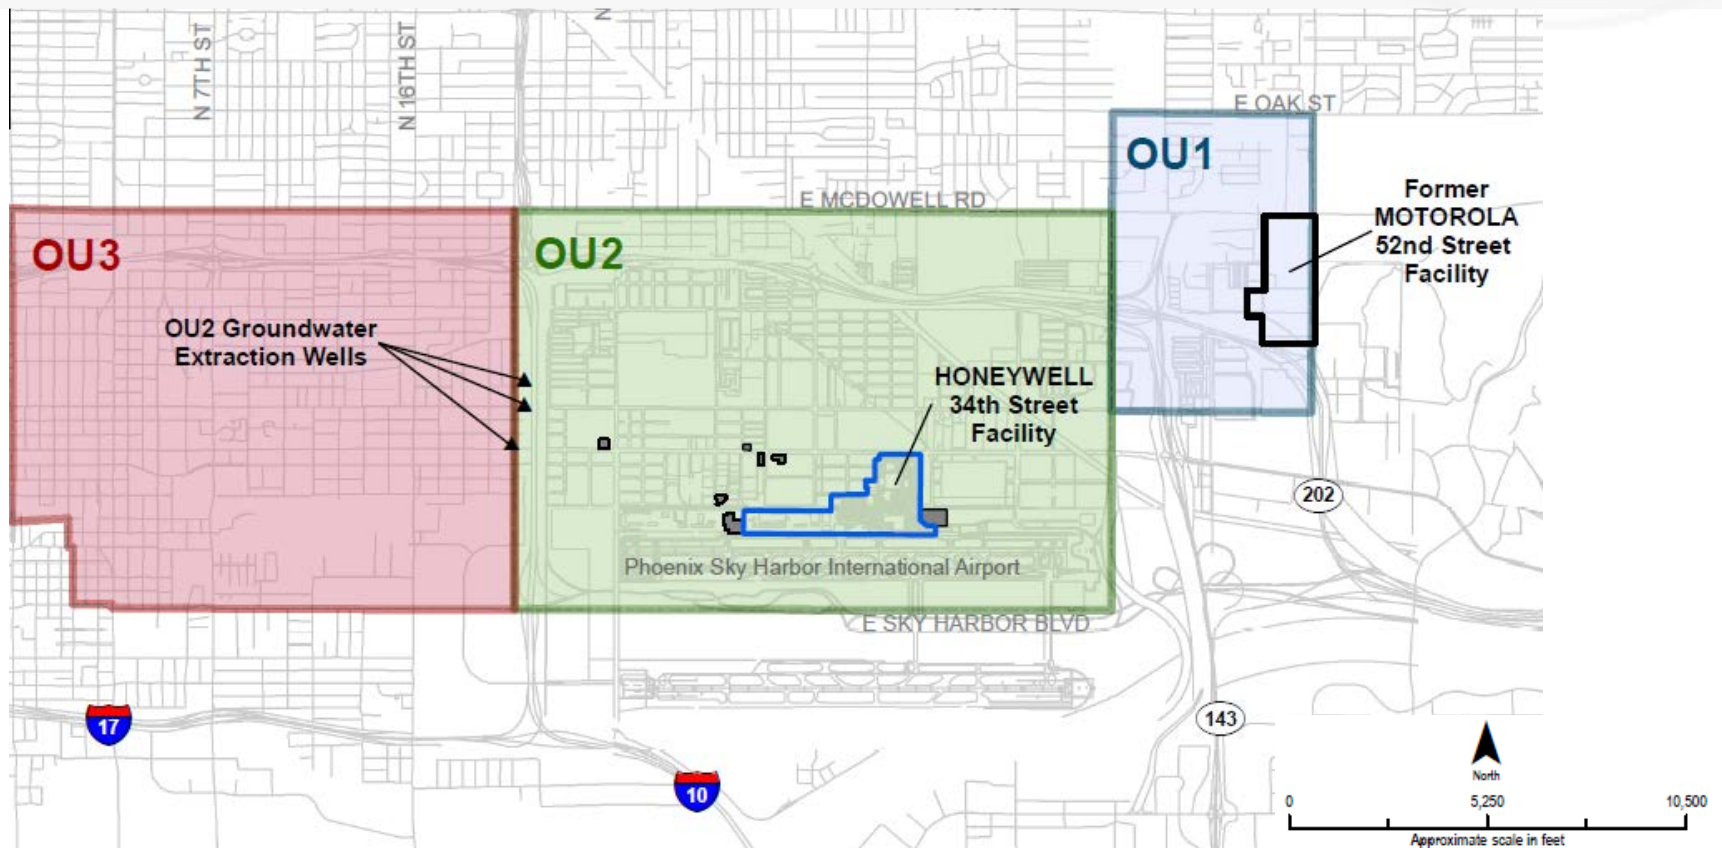 N 7TH ST
N 16TH ST
N
E OAK ST
OU1
E MCDOWELL RD
Former
MOTOROLA
52nd Street
Facility
OU3
OU2
OU2 Groundwater
Extraction Wells
HONEYWELL
34th Street
Facility
202
Phoenix Sky Harbor International Airport
E SKY HARBOR BLVD
17
143
10
North
0 5,250 10,500
Approximate scale in feet